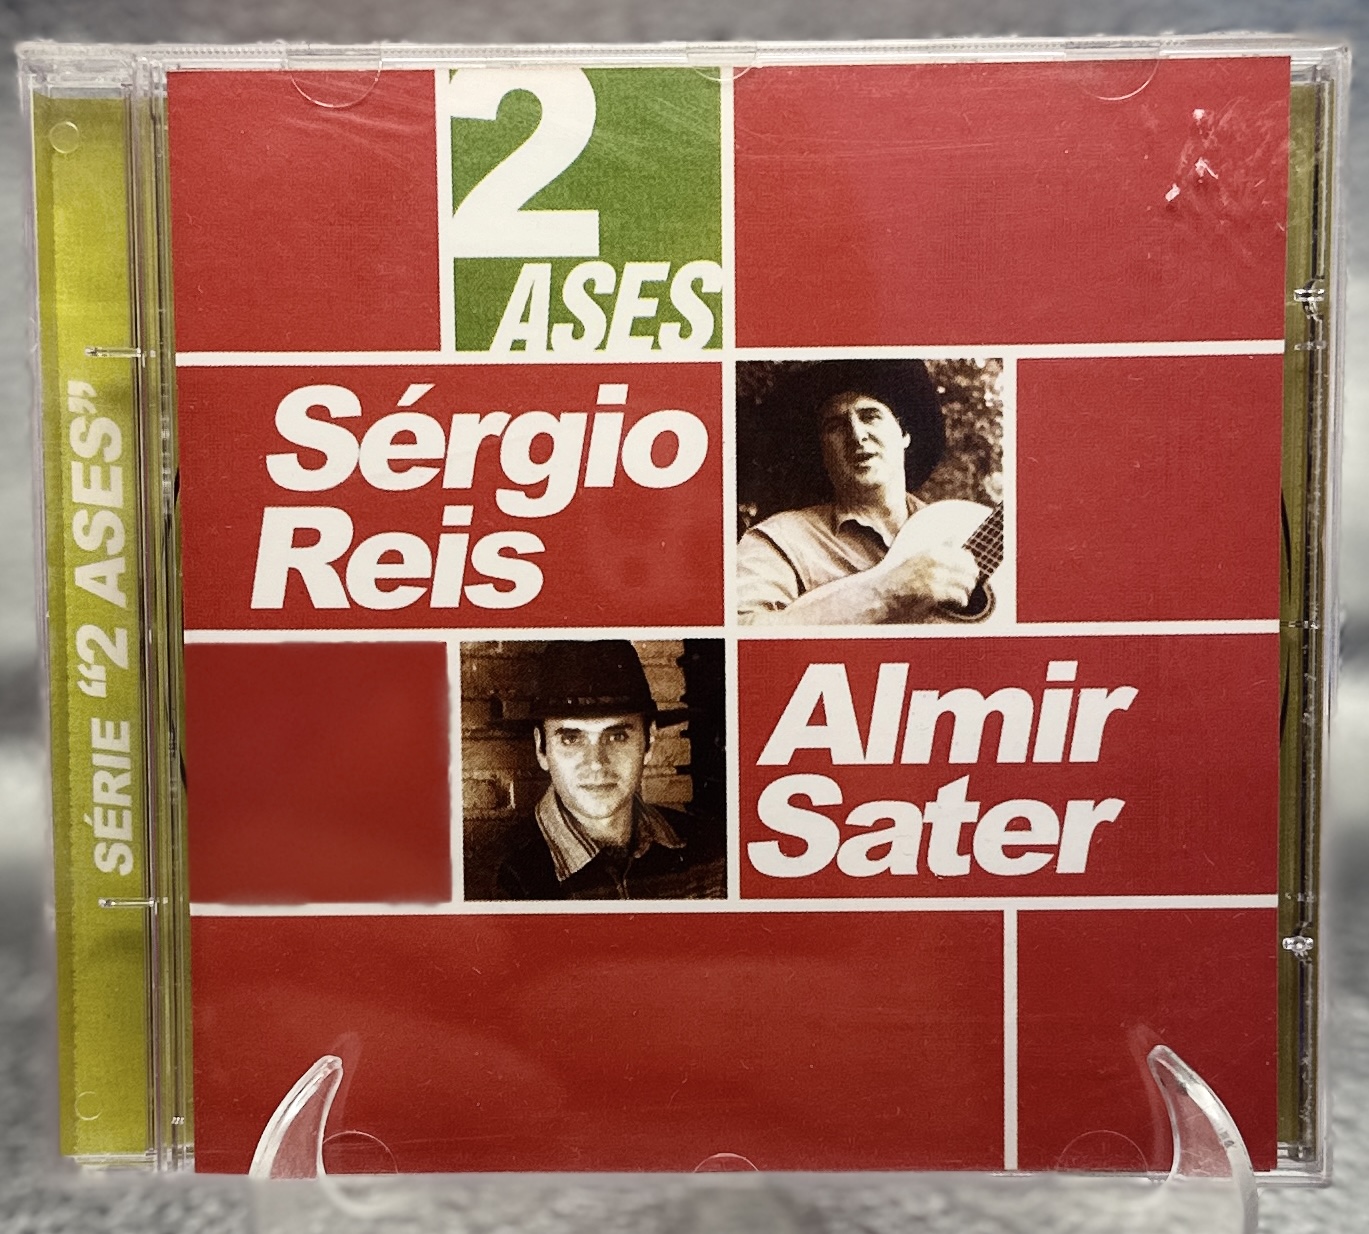 2
ASES
Sérgio
Reis
Almir
Sater
SÉRIE “2 ASES”